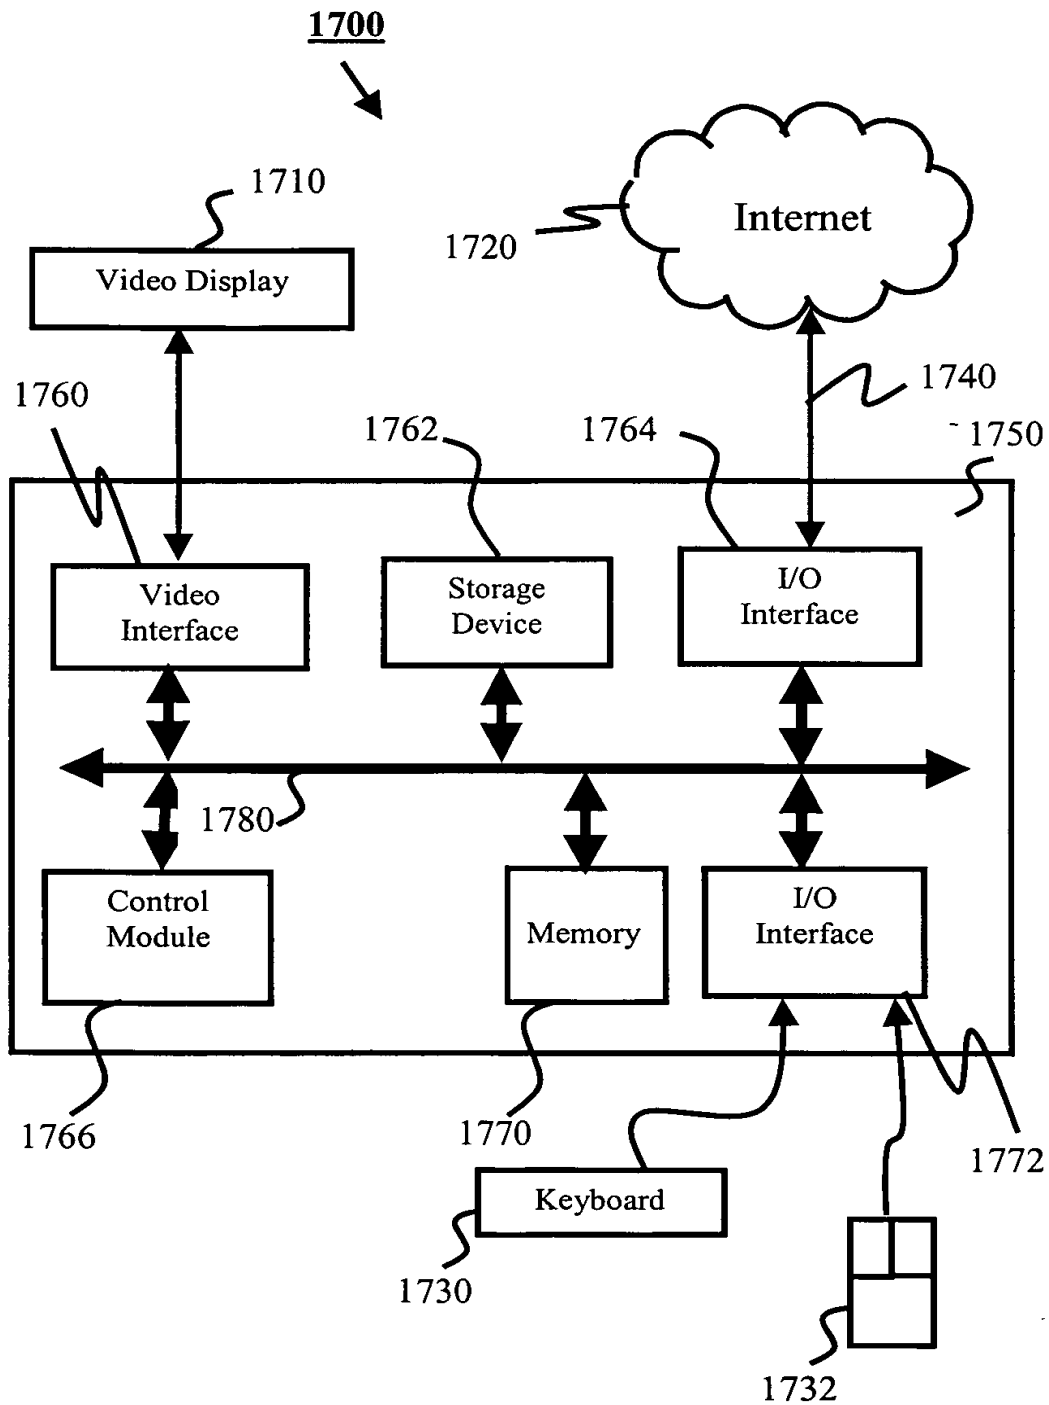 1700
1710
Video Display
1720
Internet
1740
1760
1762
1764
1750
Video
Interface
Storage
Device
I/O
Interface
1780
Control
Module
Memory
I/O
Interface
1766
1770
1772
Keyboard
1730
1732